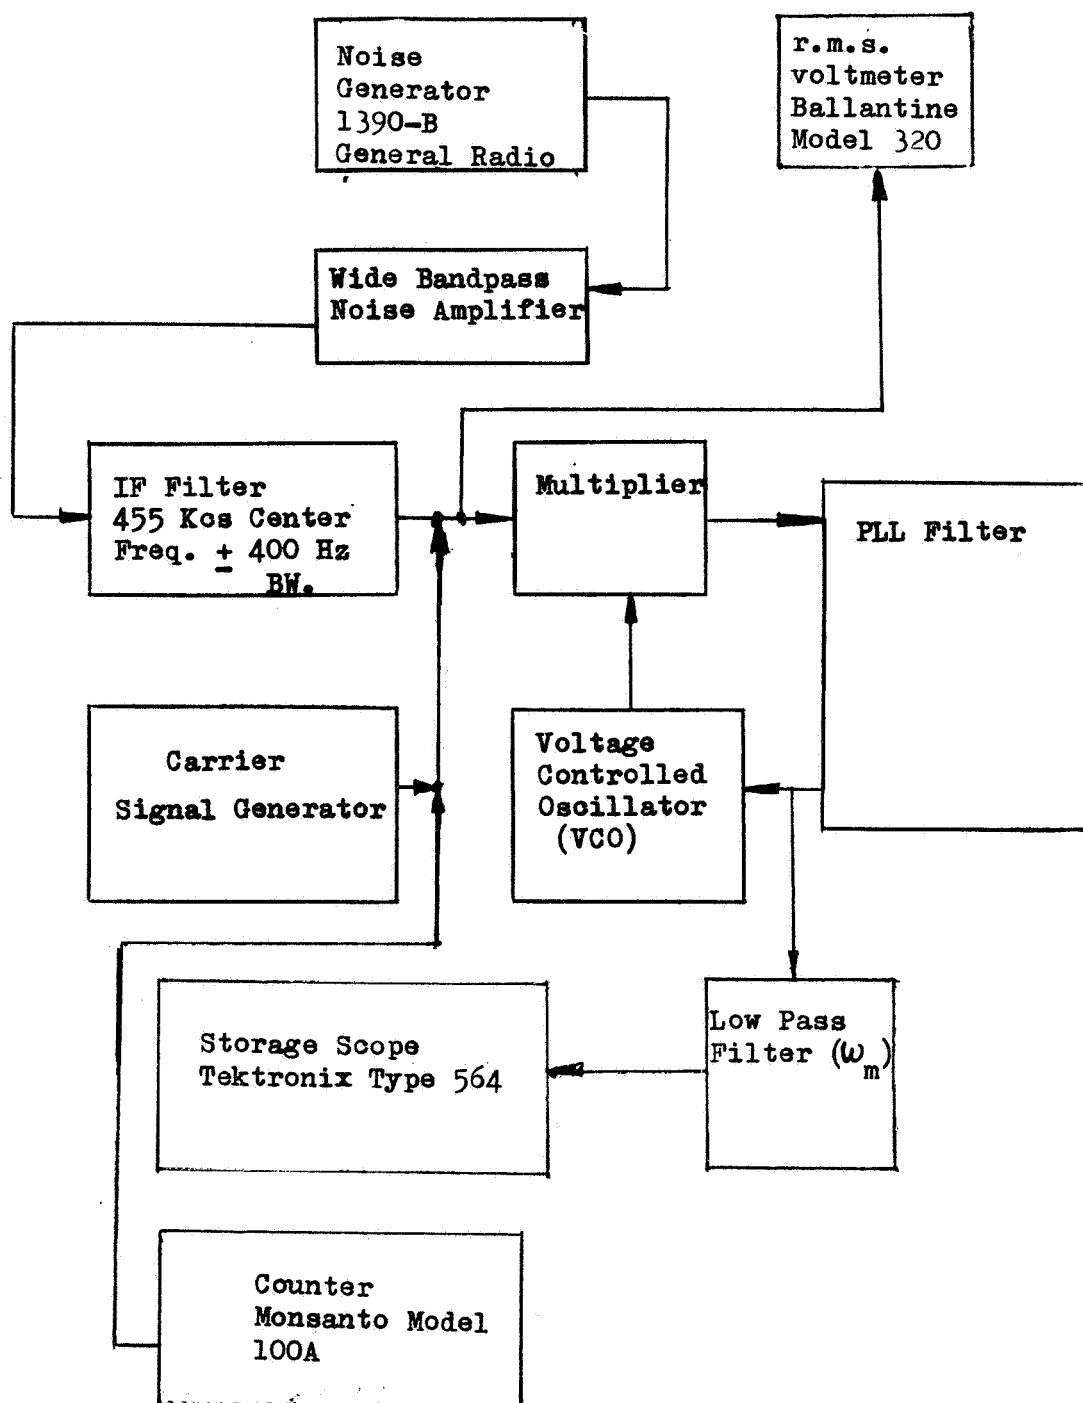 Noise
Generator
1390-B
General Radio
r.m.s.
voltmeter
Ballantine
Model 320
Wide Bandpass
Noise Amplifier
IF Filter
455 Kcs Center
Freq. ± 400 Hz
BW.
Multiplier
PLL Filter
Carrier
Signal Generator
Voltage
Controlled
Oscillator
(VCO)
Storage Scope
Tektronix Type 564
Low Pass
Filter (ω_m)
Counter
Monsanto Model
100A